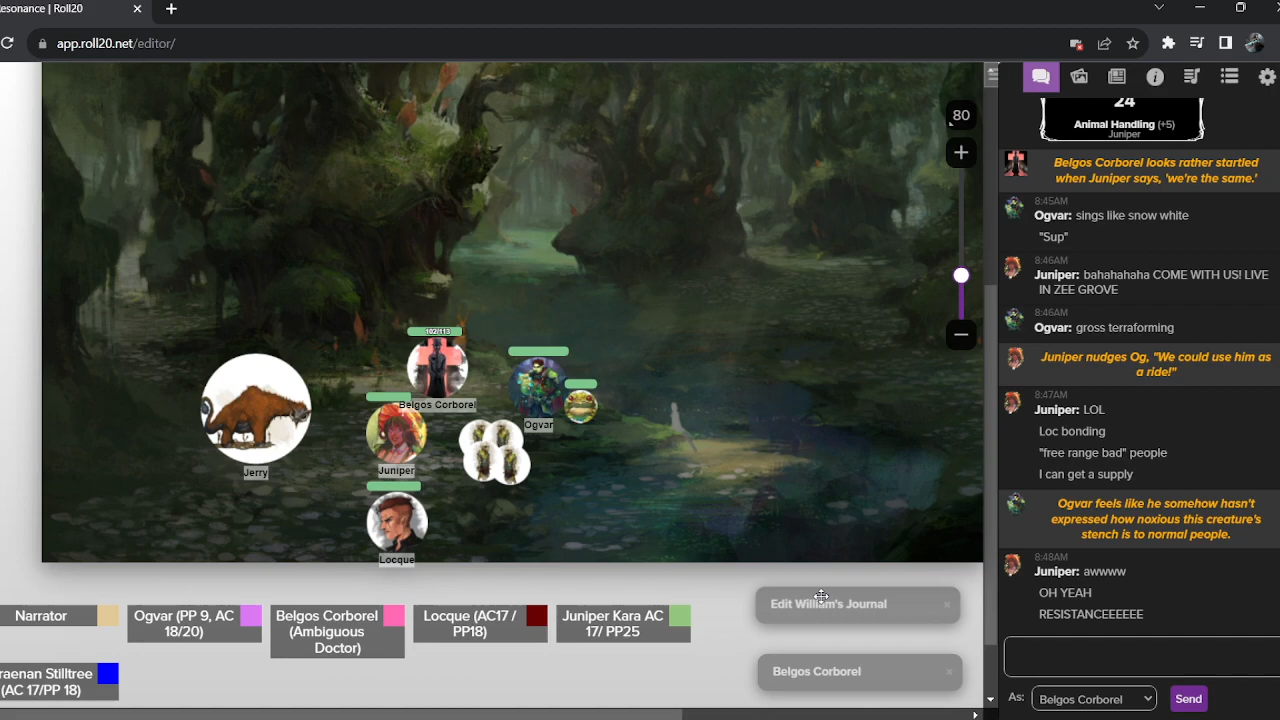 esonance | Roll20
app.roll20.net/editor/
80
24
Animal Handling (+5)
Juniper
Belgos Corborel looks rather startled
when Juniper says, 'we're the same.'
8:45AM
Ogvar: sings like snow white
"Sup"
8:46AM
Juniper: bahahahaha COME WITH US! LIVE
IN ZEE GROVE
8:46AM
Ogvar: gross terraforming
Juniper nudges Og, "We could use him as
a ride!"
8:47AM
Juniper: LOL
Loc bonding
"free range bad" people
I can get a supply
Ogvar feels like he somehow hasn't
expressed how noxious this creature's
stench is to normal people.
8:48AM
Juniper: awwww
OH YEAH
RESISTANCEEEEEE
As: Belgos Corborel
Send
102/113
Belgos Corborel
Ogvar
Jerry
Juniper
Locque
Narrator
Ogvar (PP 9, AC
18/20)
Belgos Corborel
(Ambiguous
Doctor)
Locque (AC17 /
PP18)
Juniper Kara AC
17/ PP25
raenan Stilltree
(AC 17/PP 18)
Edit William's Journal
Belgos Corborel